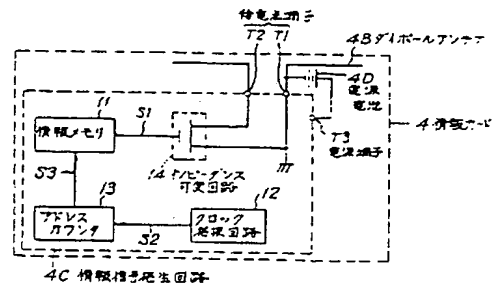 給電点端子
T2 T1
4B ダイポールアンテナ
4D
電源
電池
11
情報メモリ
S1
T3
電源端子
4 情報カード
14 インピーダンス
可変回路
S3
13
アドレス
カウンタ
S2
12
クロック
発振回路
4C 情報信号発生回路